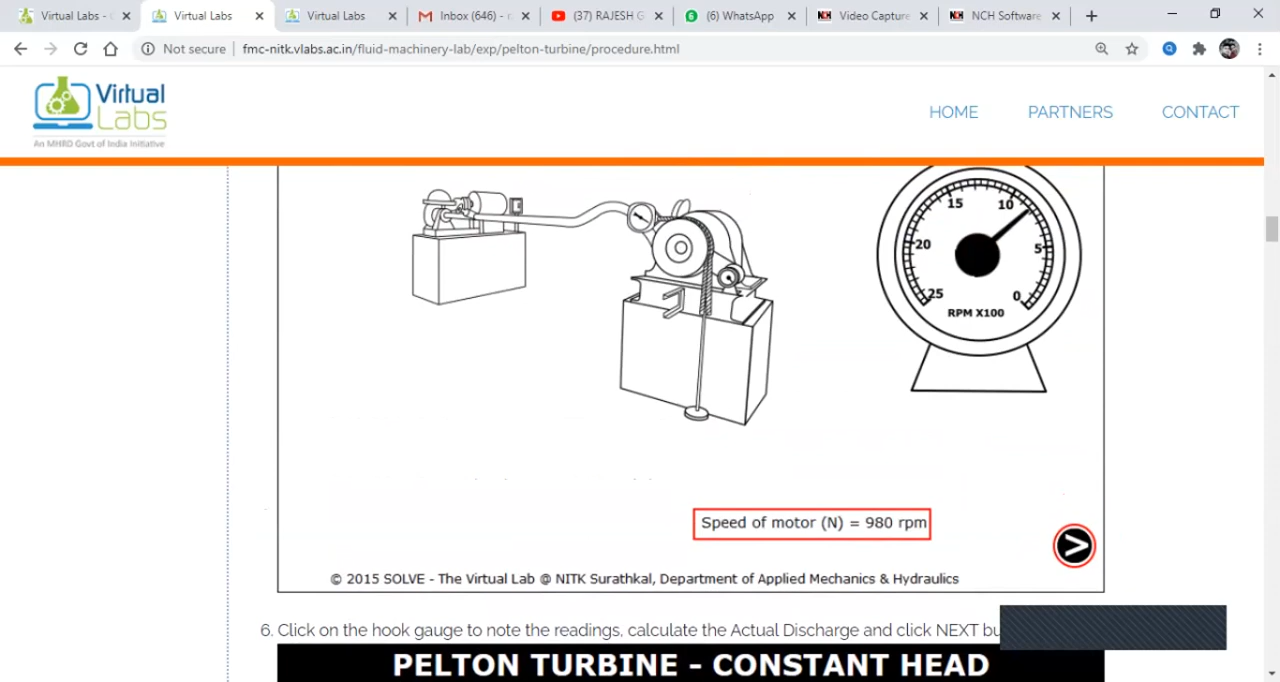 Virtual Labs -
Virtual Labs
Virtual Labs
Inbox (646) -
(37) RAJESH G
(6) WhatsApp
Video Capture
NCH Software
Not secure
fmc-nitk.vlabs.ac.in/fluid-machinery-lab/exp/pelton-turbine/procedure.html
Virtual
Labs
An MHRD Govt of India Initiative
HOME
PARTNERS
CONTACT
15
10
20
5
25
0
RPM X100
Speed of motor (N) = 980 rpm
© 2015 SOLVE - The Virtual Lab @ NITK Surathkal, Department of Applied Mechanics & Hydraulics
6. Click on the hook gauge to note the readings, calculate the Actual Discharge and click NEXT bu
PELTON TURBINE - CONSTANT HEAD